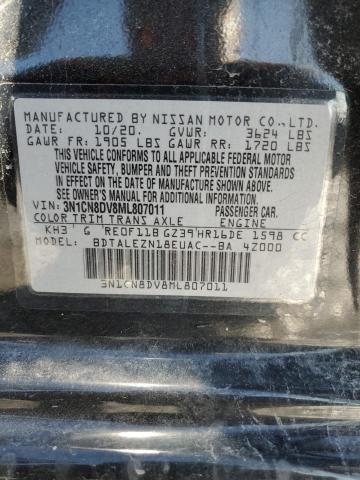 MANUFACTURED BY NISSAN MOTOR CO.,LTD.
DATE: 10/20. GVWR: 3624 LBS
GAWR FR: 1905 LBS GAWR RR: 1720 LBS
THIS VEHICLE CONFORMS TO ALL APPLICABLE FEDERAL MOTOR
VEHICLE SAFETY, BUMPER, AND THEFT PREVENTION
STANDARDS IN EFFECT ON THE DATE OF MANUFACTURE SHOWN ABOVE.
SEE OWNER'S MANUAL FOR ADDITIONAL INFORMATION.
VIN: 3N1CN8DV8ML807011 PASSENGER CAR.
COLOR TRIM TRANS AXLE ENGINE
KH3 G RE0F11B GZ39 HR16DE 1598 CC
MODEL: BDTALEZN18EUAC--BA 4Z000
3N1CN8DV8ML807011